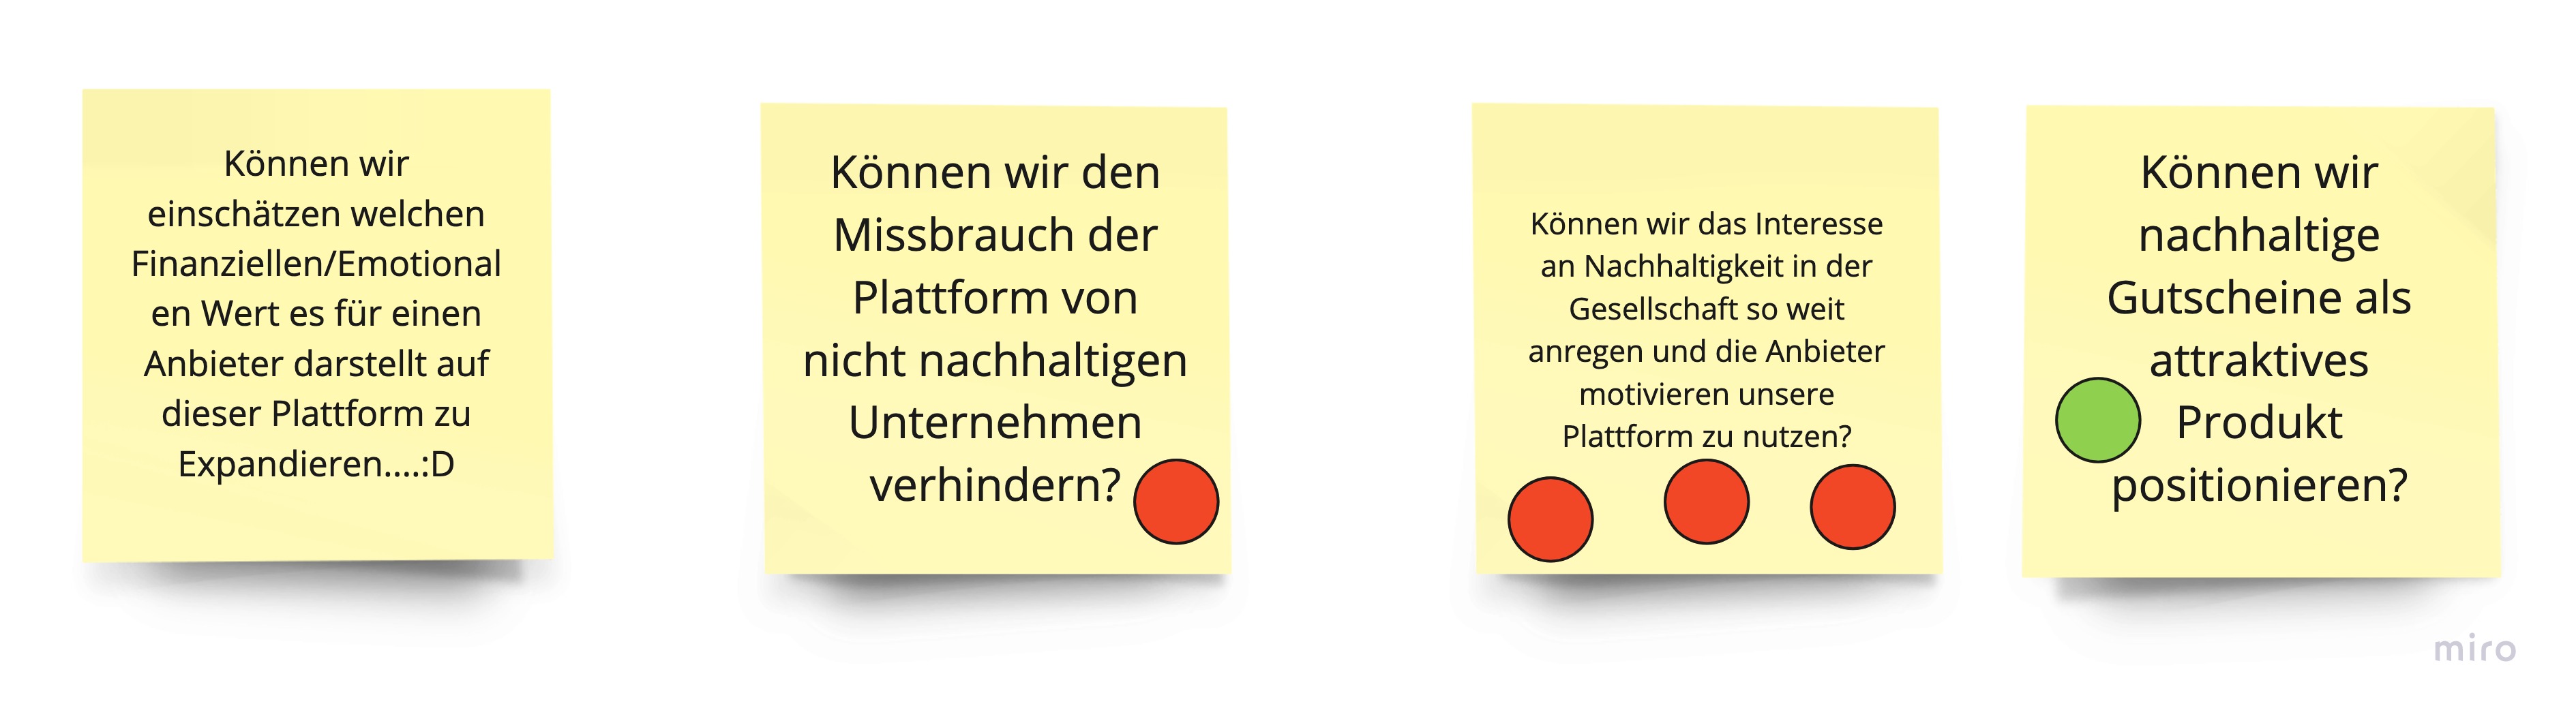 Können wir
einschätzen welchen
Finanziellen/Emotional
en Wert es für einen
Anbieter darstellt auf
dieser Plattform zu
Expandieren....:D
Können wir den
Missbrauch der
Plattform von
nicht nachhaltigen
Unternehmen
verhindern?
Können wir das Interesse
an Nachhaltigkeit in der
Gesellschaft so weit
anregen und die Anbieter
motivieren unsere
Plattform zu nutzen?
Können wir
nachhaltige
Gutscheine als
attraktives
Produkt
positionieren?
miro